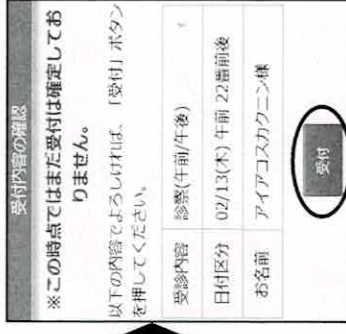 受付内容の確認
※この時点ではまだ受付は確定してお
りません。
以下の内容でよろしければ、「受付」ボタン
を押してください。
受診内容 診察(午前/午後)
日付区分 02/13(木) 午前 22番前後
お名前 アイアコスカクニン様
受付